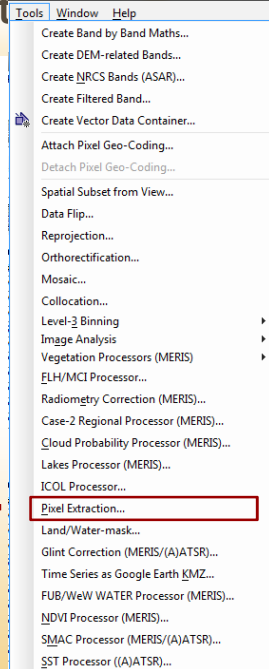 Tools Window Help
Create Band by Band Maths...
Create DEM-related Bands...
Create NRCS Bands (ASAR)...
Create Filtered Band...
Create Vector Data Container...
Attach Pixel Geo-Coding...
Detach Pixel Geo-Coding...
Spatial Subset from View...
Data Flip...
Reprojection...
Orthorectification...
Mosaic...
Collocation...
Level-3 Binning
Image Analysis
Vegetation Processors (MERIS)
FLH/MCI Processor...
Radiometry Correction (MERIS)...
Case-2 Regional Processor (MERIS)...
Cloud Probability Processor (MERIS)...
Lakes Processor (MERIS)...
ICOL Processor...
Pixel Extraction...
Land/Water-mask...
Glint Correction (MERIS/(A)ATSR)...
Time Series as Google Earth KMZ...
FUB/WeW WATER Processor (MERIS)...
NDVI Processor (MERIS)...
SMAC Processor (MERIS/(A)ATSR)...
SST Processor ((A)ATSR)...